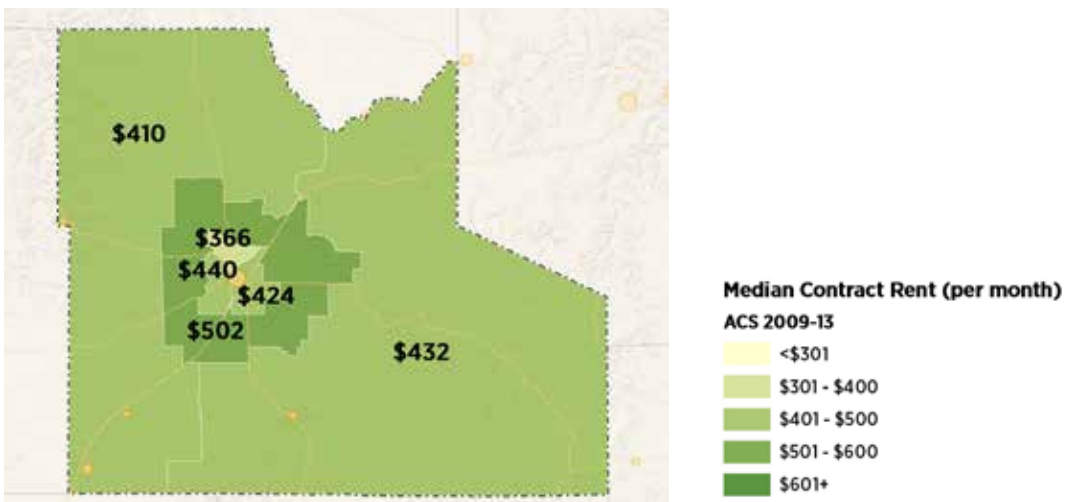 $410
$366
$440
$424
$502
$432
Median Contract Rent (per month)
ACS 2009-13
<$301
$301 - $400
$401 - $500
$501 - $600
$601+